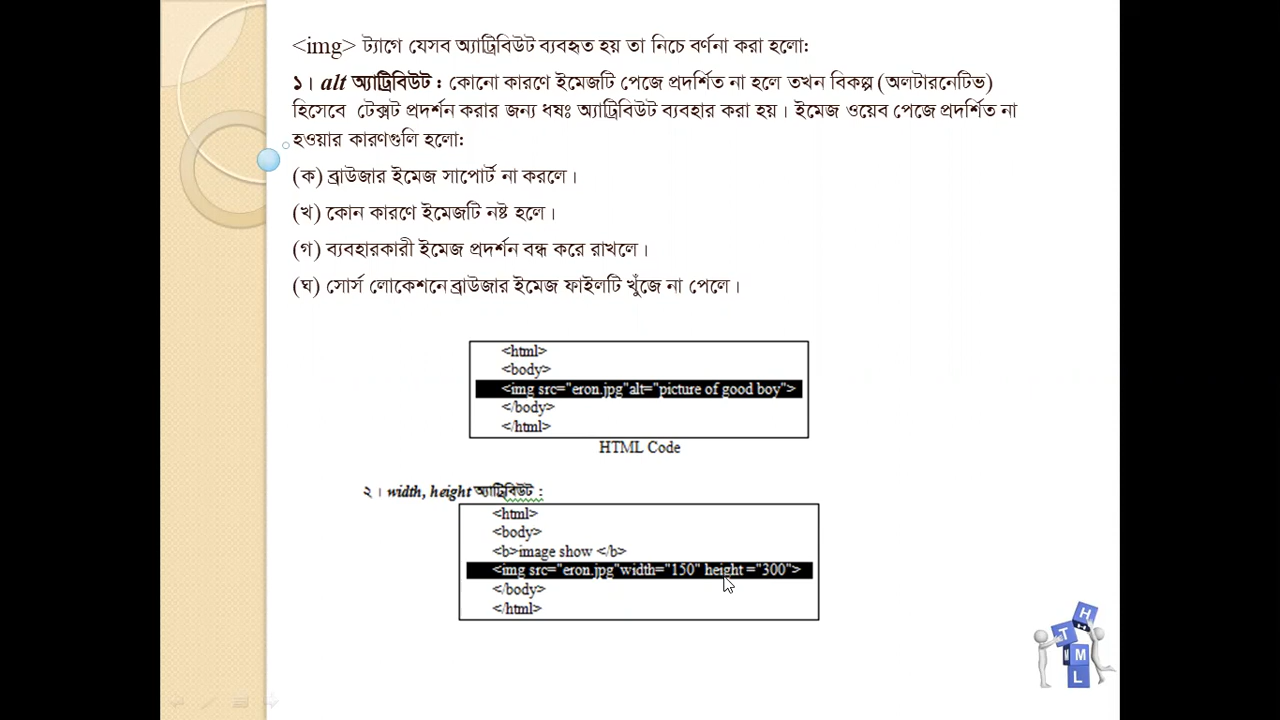 <img> ট্যাগে যেসব অ্যাট্রিবিউট ব্যবহৃত হয় তা নিচে বর্ণনা করা হলো:
১। alt অ্যাট্রিবিউট : কোনো কারণে ইমেজটি পেজে প্রদর্শিত না হলে তখন বিকল্প (অলটারনেটিভ)
হিসেবে টেক্সট প্রদর্শন করার জন্য ধষঃ অ্যাট্রিবিউট ব্যবহার করা হয়। ইমেজ ওয়েব পেজে প্রদর্শিত না
হওয়ার কারণগুলি হলো:
(ক) ব্রাউজার ইমেজ সাপোর্ট না করলে।
(খ) কোন কারণে ইমেজটি নষ্ট হলে।
(গ) ব্যবহারকারী ইমেজ প্রদর্শন বন্ধ করে রাখলে।
(ঘ) সোর্স লোকেশনে ব্রাউজার ইমেজ ফাইলটি খুঁজে না পেলে।
<html>
<body>
<img src="eron.jpg"alt="picture of good boy">
</body>
</html>
HTML Code
২। width, height অ্যাট্রিবিউট :
<html>
<body>
<b>image show </b>
<img src="eron.jpg"width="150" height ="300">
</body>
</html>
H
T H
M M
L